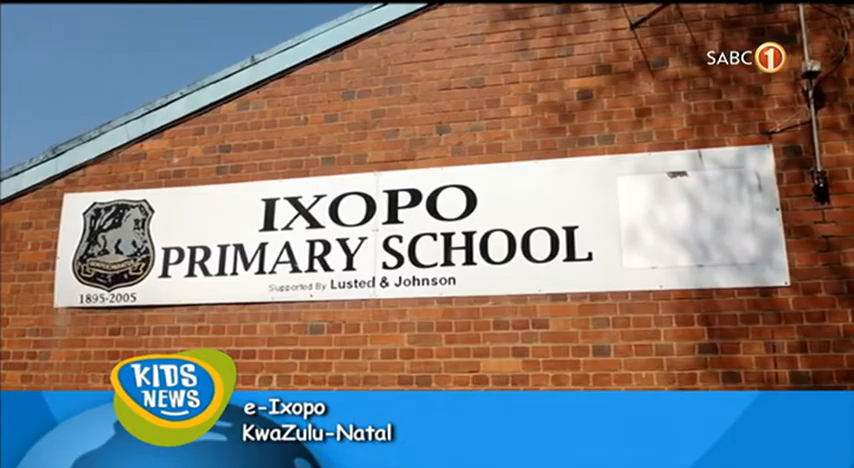 SABC 1
IXOPO
PRIMARY SCHOOL
Supported By Lusted & Johnson
1895-2005
KIDS
NEWS
e-Ixopo
KwaZulu-Natal